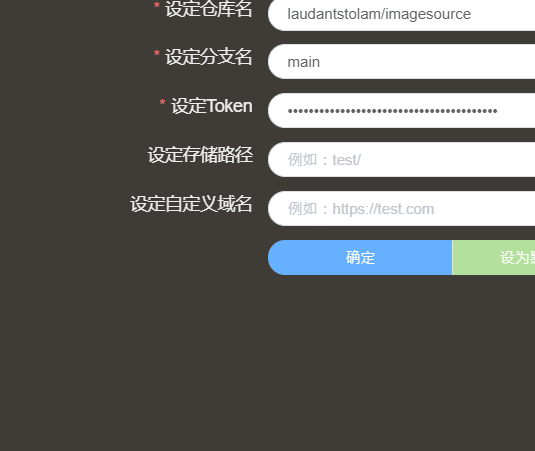 * 设定仓库名 laudantstolam/imagesource
* 设定分支名 main
* 设定Token ••••••••••••••••••••••••••••••••••••••••
设定存储路径 例如：test/
设定自定义域名 例如：https://test.com
确定 设为